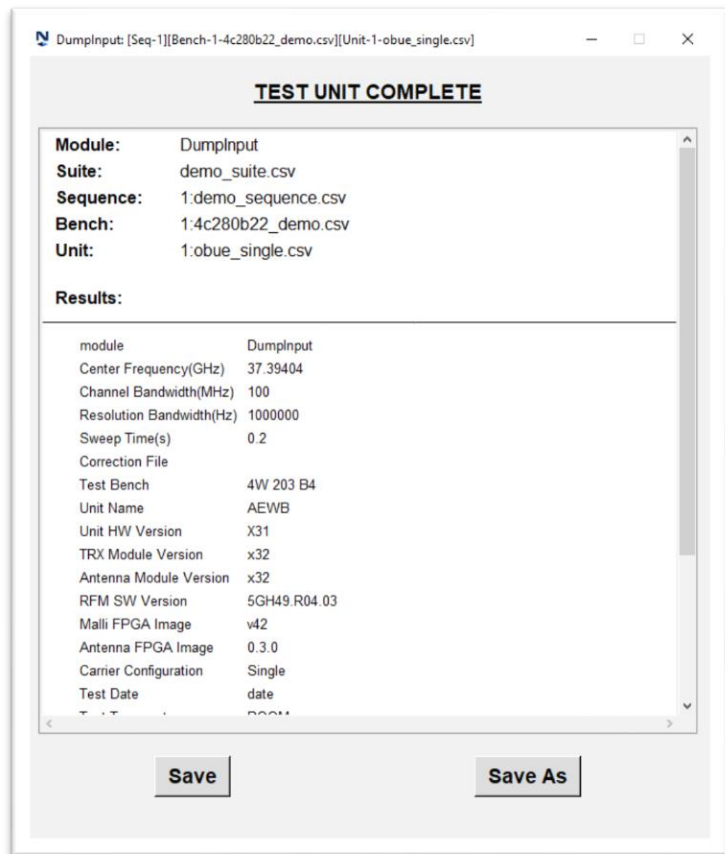 DumpInput: [Seq-1][Bench-1-4c280b22_demo.csv][Unit-1-obue_single.csv]
TEST UNIT COMPLETE
Module: DumpInput
Suite: demo_suite.csv
Sequence: 1:demo_sequence.csv
Bench: 1:4c280b22_demo.csv
Unit: 1:obue_single.csv
Results:
module DumpInput
Center Frequency(GHz) 37.39404
Channel Bandwidth(MHz) 100
Resolution Bandwidth(Hz) 1000000
Sweep Time(s) 0.2
Correction File
Test Bench 4W 203 B4
Unit Name AEWB
Unit HW Version X31
TRX Module Version x32
Antenna Module Version x32
RFM SW Version 5GH49.R04.03
Malli FPGA Image v42
Antenna FPGA Image 0.3.0
Carrier Configuration Single
Test Date date
Save Save As